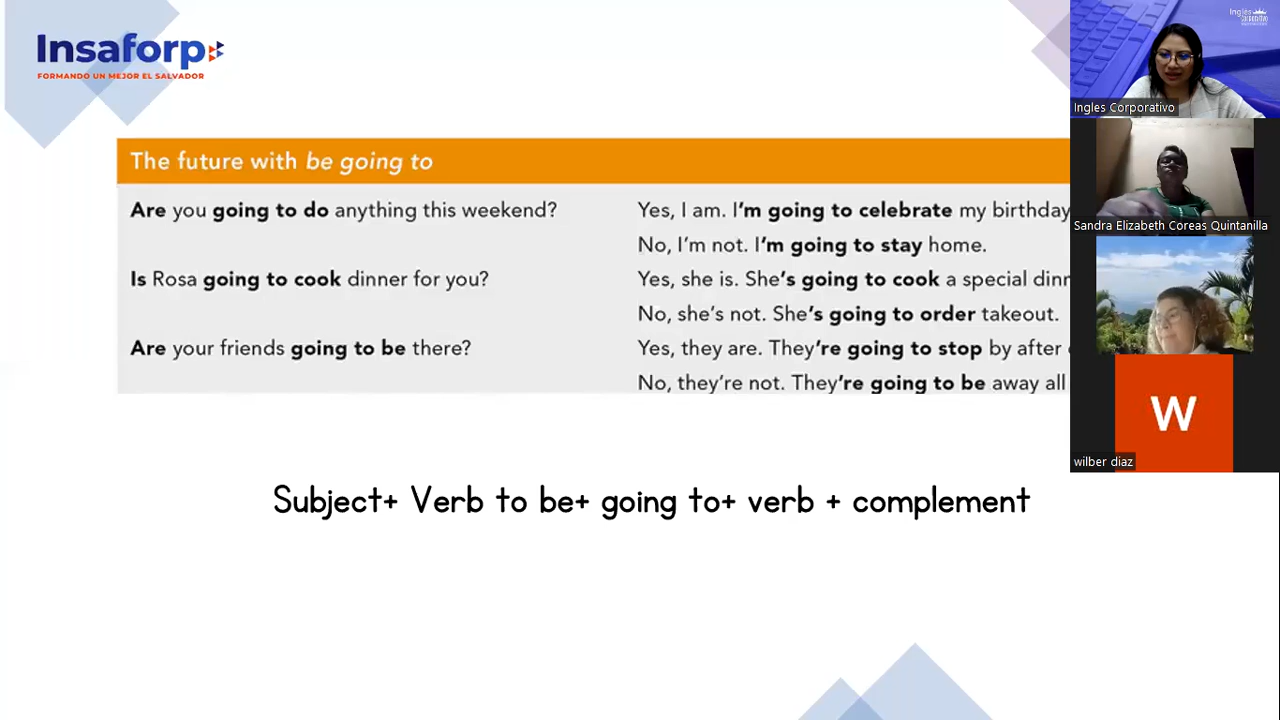 Insaforp
FORMANDO UN MEJOR EL SALVADOR
The future with be going to
Are you going to do anything this weekend?
Yes, I am. I'm going to celebrate my birthday
No, I'm not. I'm going to stay home.
Is Rosa going to cook dinner for you?
Yes, she is. She's going to cook a special
No, she's not. She's going to order takeout.
Are your friends going to be there?
Yes, they are. They're going to stop by after
No, they're not. They're going to be away all
Subject+ Verb to be+ going to+ verb + complement
Ingles Corporativo
Sandra Elizabeth Coreas Quintanilla
W
wilber diaz